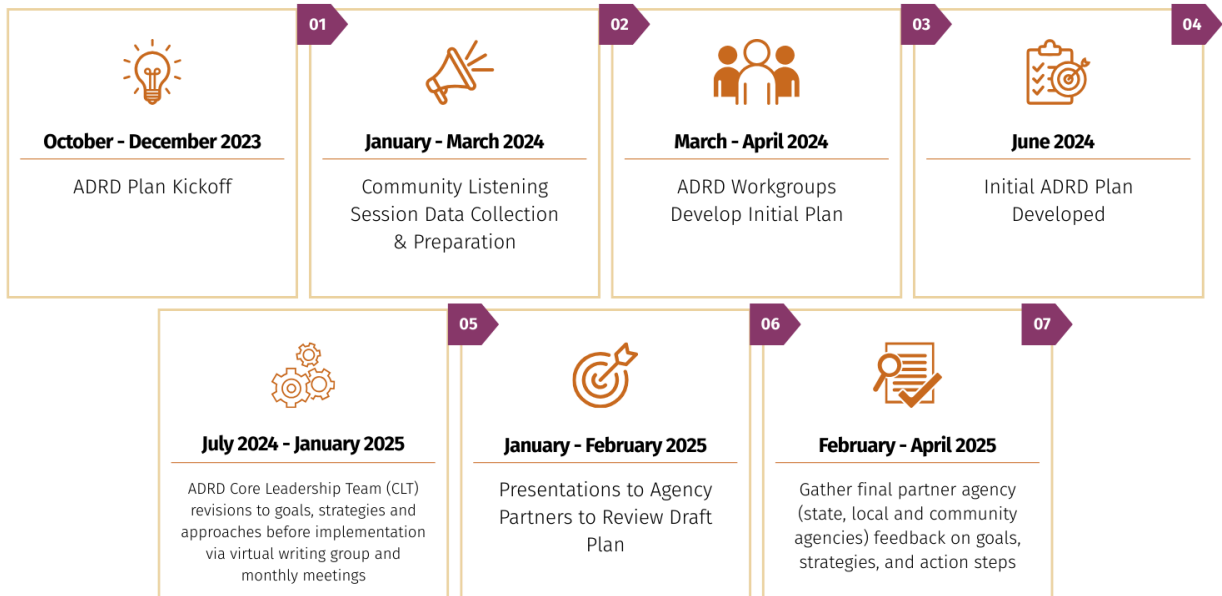 01
October - December 2023
ADRD Plan Kickoff
02
January - March 2024
Community Listening
Session Data Collection
& Preparation
03
March - April 2024
ADRD Workgroups
Develop Initial Plan
04
June 2024
Initial ADRD Plan
Developed
05
July 2024 - January 2025
ADRD Core Leadership Team (CLT)
revisions to goals, strategies and
approaches before implementation
via virtual writing group and
monthly meetings
06
January - February 2025
Presentations to Agency
Partners to Review Draft
Plan
07
February - April 2025
Gather final partner agency
(state, local and community
agencies) feedback on goals,
strategies, and action steps